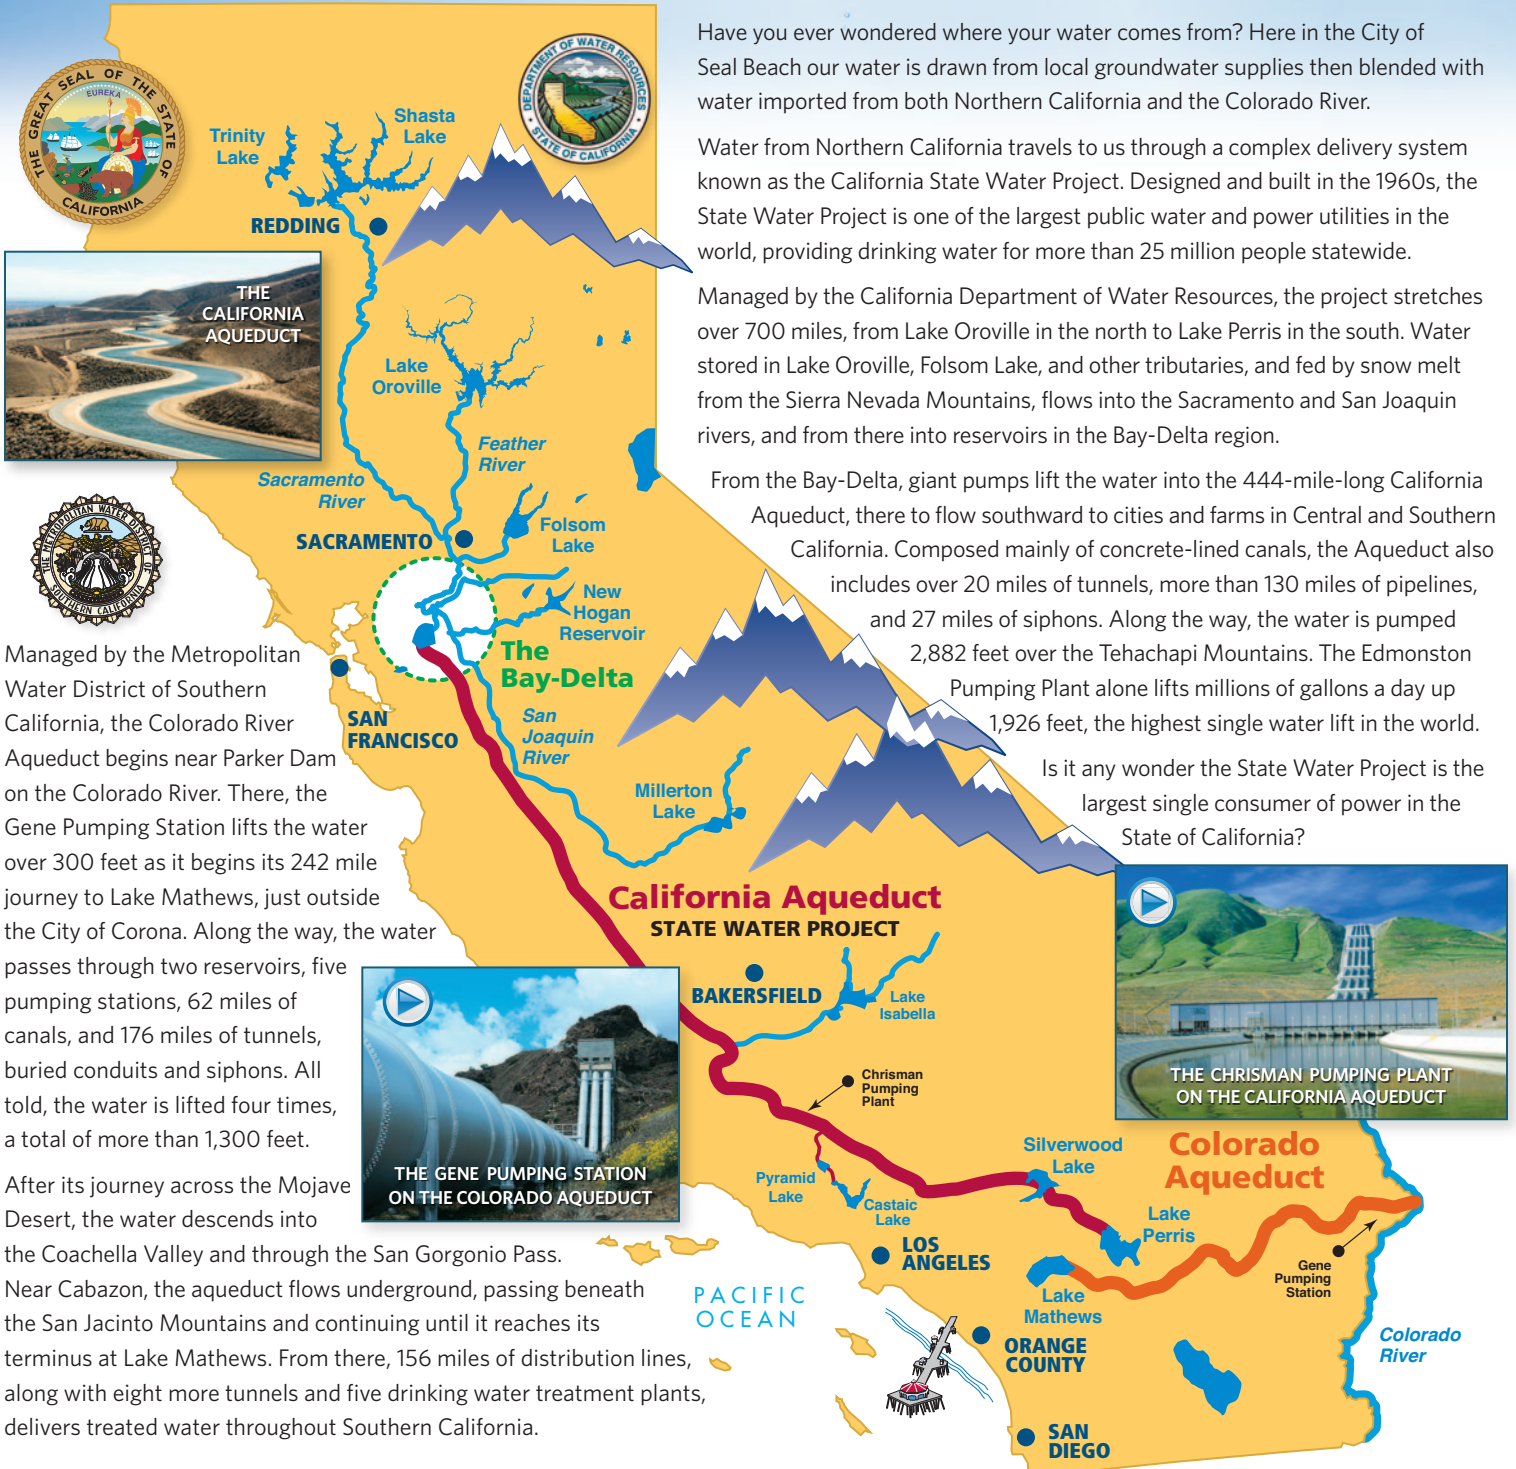 Have you ever wondered where your water comes from? Here in the City of
Seal Beach our water is drawn from local groundwater supplies then blended with
water imported from both Northern California and the Colorado River.
Water from Northern California travels to us through a complex delivery system
known as the California State Water Project. Designed and built in the 1960s, the
State Water Project is one of the largest public water and power utilities in the
world, providing drinking water for more than 25 million people statewide.
Managed by the California Department of Water Resources, the project stretches
over 700 miles, from Lake Oroville in the north to Lake Perris in the south. Water
stored in Lake Oroville, Folsom Lake, and other tributaries, and fed by snow melt
from the Sierra Nevada Mountains, flows into the Sacramento and San Joaquin
rivers, and from there into reservoirs in the Bay-Delta region.
From the Bay-Delta, giant pumps lift the water into the 444-mile-long California
Aqueduct, there to flow southward to cities and farms in Central and Southern
California. Composed mainly of concrete-lined canals, the Aqueduct also
includes over 20 miles of tunnels, more than 130 miles of pipelines,
and 27 miles of siphons. Along the way, the water is pumped
2,882 feet over the Tehachapi Mountains. The Edmonston
Pumping Plant alone lifts millions of gallons a day up
1,926 feet, the highest single water lift in the world.
Is it any wonder the State Water Project is the
largest single consumer of power in the
State of California?
THE GREAT SEAL OF THE STATE OF CALIFORNIA
EUREKA
DEPARTMENT OF WATER RESOURCES
STATE OF CALIFORNIA
Trinity
Lake
Shasta
Lake
REDDING
THE
CALIFORNIA
AQUEDUCT
Lake
Oroville
Feather
River
Sacramento
River
SACRAMENTO
Folsom
Lake
New
Hogan
Reservoir
The
Bay-Delta
THE METROPOLITAN WATER DISTRICT OF
SOUTHERN CALIFORNIA
SAN
FRANCISCO
San
Joaquin
River
Millerton
Lake
Managed by the Metropolitan
Water District of Southern
California, the Colorado River
Aqueduct begins near Parker Dam
on the Colorado River. There, the
Gene Pumping Station lifts the water
over 300 feet as it begins its 242 mile
journey to Lake Mathews, just outside
the City of Corona. Along the way, the water
passes through two reservoirs, five
pumping stations, 62 miles of
canals, and 176 miles of tunnels,
buried conduits and siphons. All
told, the water is lifted four times,
a total of more than 1,300 feet.
After its journey across the Mojave
Desert, the water descends into
the Coachella Valley and through the San Gorgonio Pass.
Near Cabazon, the aqueduct flows underground, passing beneath
the San Jacinto Mountains and continuing until it reaches its
terminus at Lake Mathews. From there, 156 miles of distribution lines,
along with eight more tunnels and five drinking water treatment plants,
delivers treated water throughout Southern California.
California Aqueduct
STATE WATER PROJECT
BAKERSFIELD
Lake
Isabella
THE GENE PUMPING STATION
ON THE COLORADO AQUEDUCT
Chrisman
Pumping
Plant
THE CHRISMAN PUMPING PLANT
ON THE CALIFORNIA AQUEDUCT
Pyramid
Lake
Castaic
Lake
Silverwood
Lake
Colorado
Aqueduct
Lake
Perris
LOS
ANGELES
Gene
Pumping
Station
Lake
Mathews
PACIFIC
OCEAN
ORANGE
COUNTY
Colorado
River
SAN
DIEGO